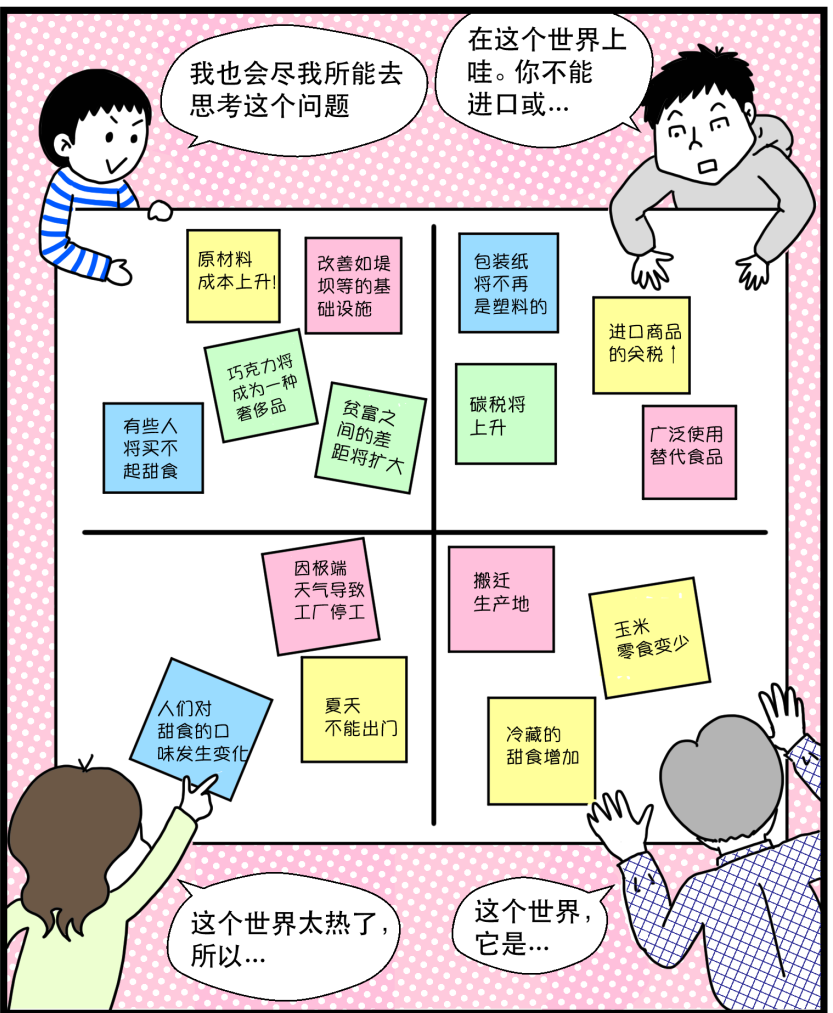 我也会尽我所能去
思考这个问题
在这个世界上
哇。你不能
进口或...
原材料
成本上升!
改善如堤
坝等的基
础设施
巧克力将
成为一种
奢侈品
有些人
将买不
起甜食
贫富之
间的差
距将扩大
包装纸
将不再
是塑料的
进口商品
的关税↑
碳税将
上升
广泛使用
替代食品
因极端
天气导致
工厂停工
人们对
甜食的口
味发生变化
夏天
不能出门
搬迁
生产地
玉米
零食变少
冷藏的
甜食增加
这个世界太热了，
所以...
这个世界，
它是...